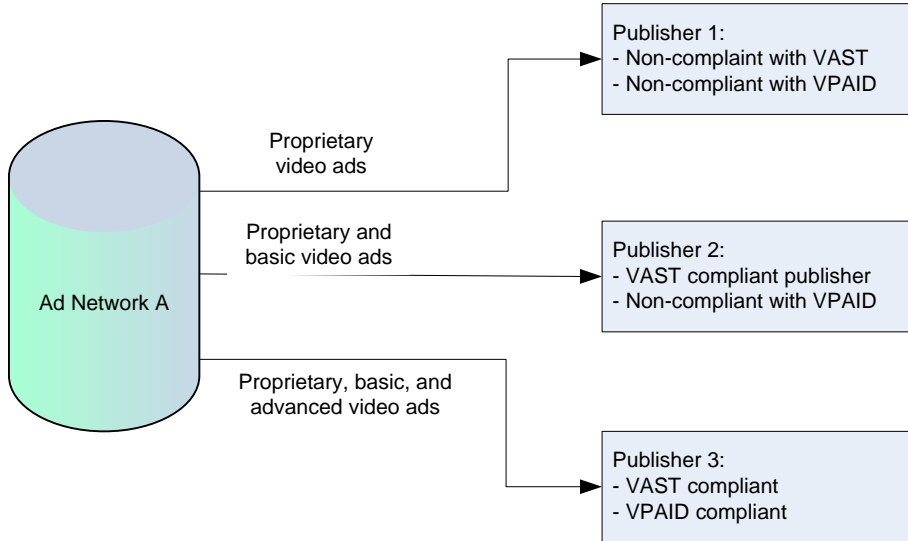 Publisher 1:
- Non-complaint with VAST
- Non-compliant with VPAID
Proprietary
video ads
Proprietary and
basic video ads
Publisher 2:
- VAST compliant publisher
- Non-compliant with VPAID
Ad Network A
Proprietary, basic, and
advanced video ads
Publisher 3:
- VAST compliant
- VPAID compliant